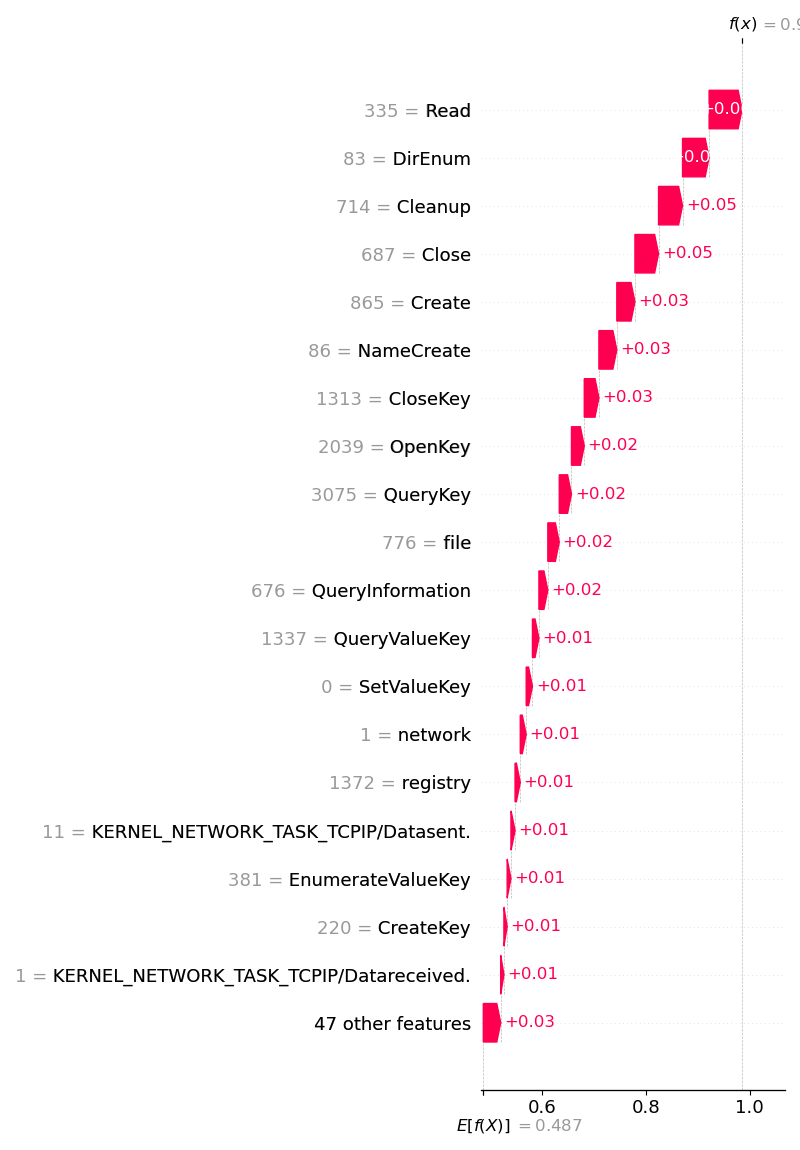 f(x) = 0.9
335 = Read +0.0
83 = DirEnum +0.0
714 = Cleanup +0.05
687 = Close +0.05
865 = Create +0.03
86 = NameCreate +0.03
1313 = CloseKey +0.03
2039 = OpenKey +0.02
3075 = QueryKey +0.02
776 = file +0.02
676 = QueryInformation +0.02
1337 = QueryValueKey +0.01
0 = SetValueKey +0.01
1 = network +0.01
1372 = registry +0.01
11 = KERNEL_NETWORK_TASK_TCPIP/Datasent. +0.01
381 = EnumerateValueKey +0.01
220 = CreateKey +0.01
1 = KERNEL_NETWORK_TASK_TCPIP/Datareceived. +0.01
47 other features +0.03
0.6 0.8 1.0
E[f(X)] = 0.487